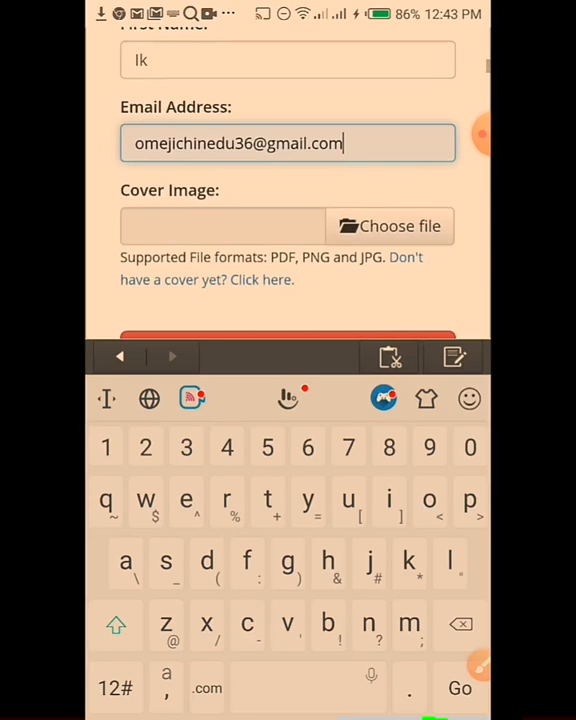 ... 86% 12:43 PM
First Name:
Ik
Email Address:
omejichinedu36@gmail.com
Cover Image:
Choose file
Supported File formats: PDF, PNG and JPG. Don't
have a cover yet? Click here.
1 2 3 4 5 6 7 8 9 0
q w e r t y u i o p
~ $ ^ % + = [ ] < >
a s d f g h j k l
\ _ ( : ) & # * "
z x c v b n m
@ / - ' ! ? ;
12# a , .com . Go